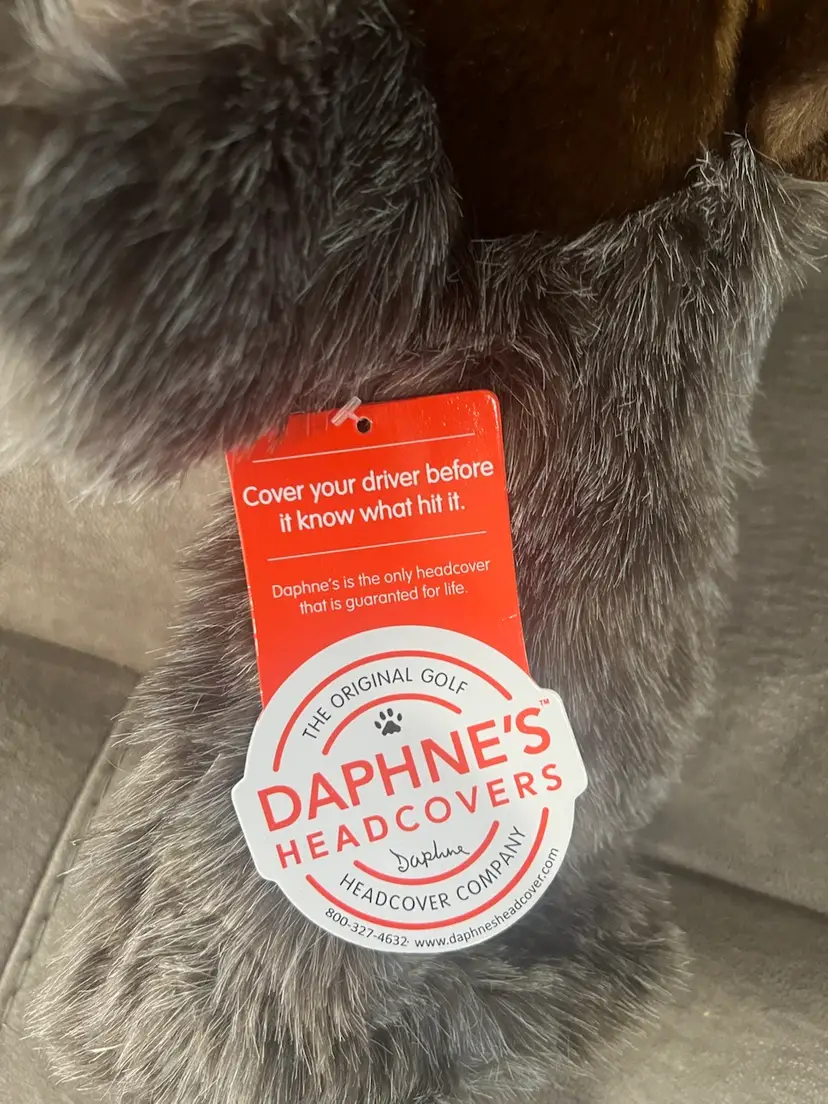 Cover your driver before
it know what hit it.
Daphne's is the only headcover
that is guaranted for life.
THE ORIGINAL GOLF
DAPHNE'S™
HEADCOVERS
Daphne
HEADCOVER COMPANY
800-327-4632· www.daphnesheadcover.com